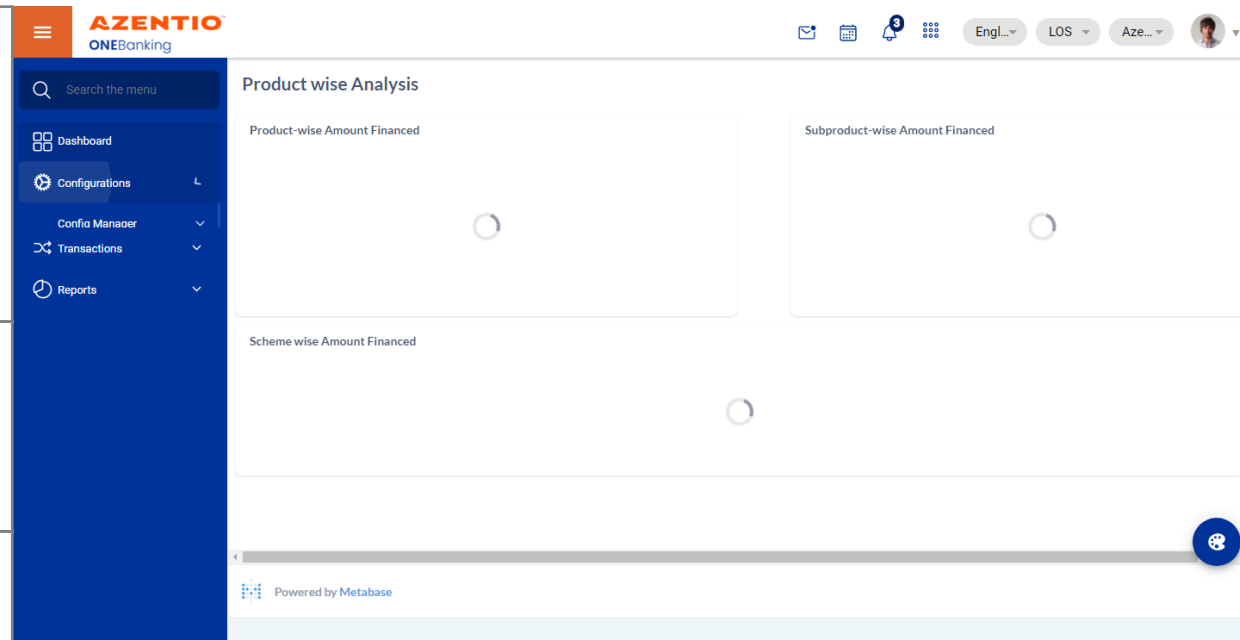 AZENTIO
ONEBanking
3
Engl...
LOS
Aze...
Search the menu
Dashboard
Configurations
Config Manager
Transactions
Reports
Product wise Analysis
Product-wise Amount Financed
Subproduct-wise Amount Financed
Scheme wise Amount Financed
Powered by Metabase